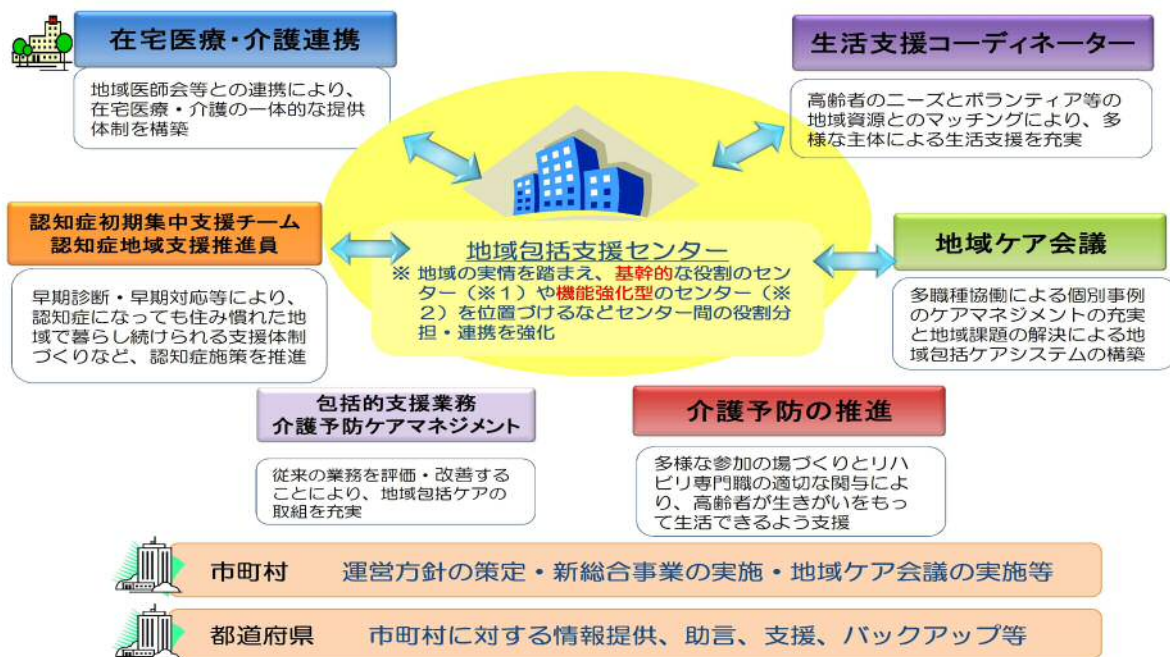 在宅医療・介護連携
地域医師会等との連携により、
在宅医療・介護の一体的な提供
体制を構築
生活支援コーディネーター
高齢者のニーズとボランティア等の
地域資源とのマッチングにより、多
様な主体による生活支援を充実
認知症初期集中支援チーム
認知症地域支援推進員
早期診断・早期対応等により、
認知症になっても住み慣れた地
域で暮らし続けられる支援体制
づくりなど、認知症施策を推進
地域包括支援センター
※ 地域の実情を踏まえ、基幹的な役割のセン
ター（※１）や機能強化型のセンター（※
２）を位置づけるなどセンター間の役割分
担・連携を強化
地域ケア会議
多職種協働による個別事例
のケアマネジメントの充実
と地域課題の解決による地
域包括ケアシステムの構築
包括的支援業務
介護予防ケアマネジメント
従来の業務を評価・改善する
ことにより、地域包括ケアの
取組を充実
介護予防の推進
多様な参加の場づくりとリハ
ビリ専門職の適切な関与によ
り、高齢者が生きがいをもっ
て生活できるよう支援
市町村 運営方針の策定・新総合事業の実施・地域ケア会議の実施等
都道府県 市町村に対する情報提供、助言、支援、バックアップ等